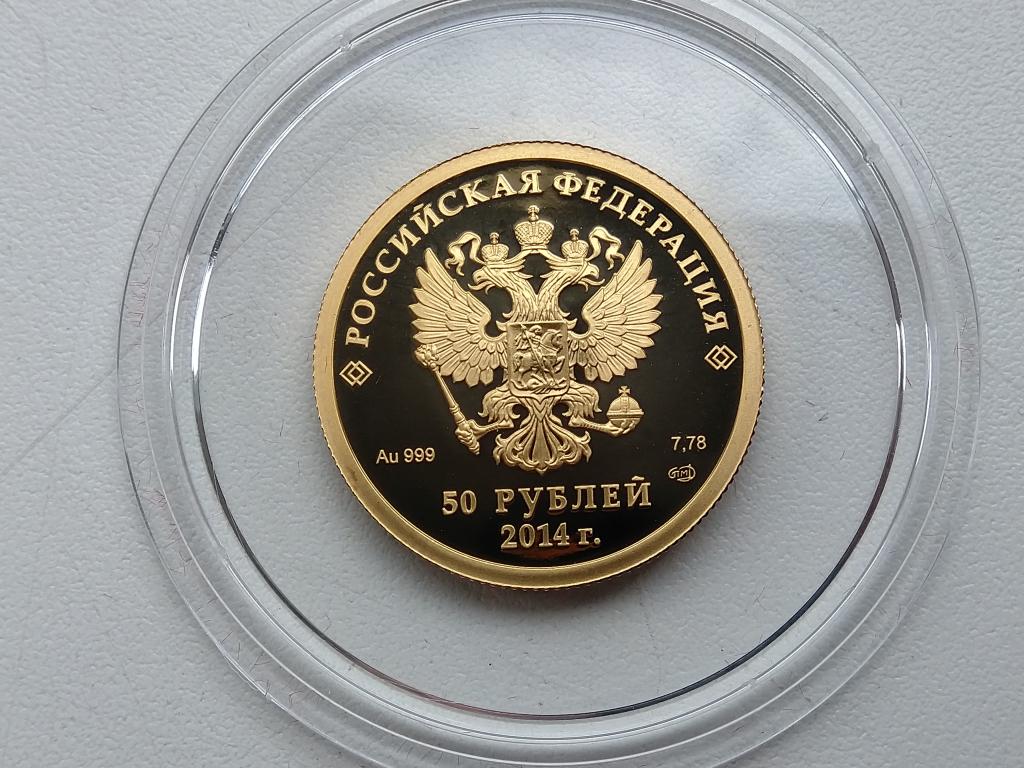 РОССИЙСКАЯ ФЕДЕРАЦИЯ
Au 999
7,78
СПМД
50 РУБЛЕЙ
2014 г.